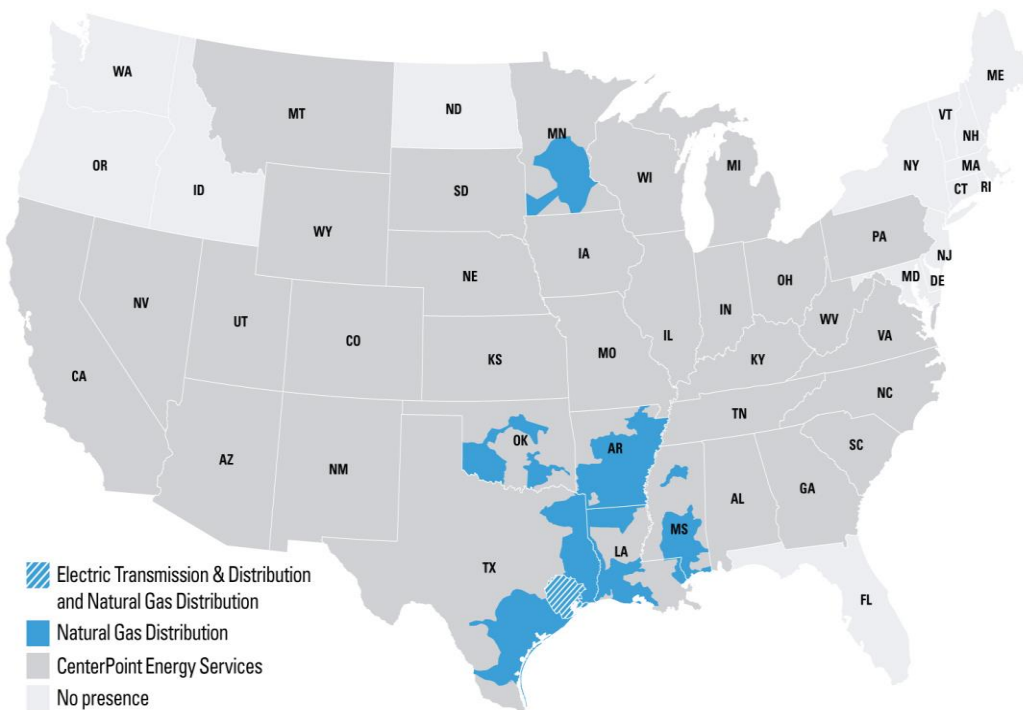 WA
ME
MT
ND
VT
MN
NH
OR
NY
MA
ID
WI
MI
CT
RI
SD
WY
PA
IA
NJ
NE
MD
OH
DE
NV
IN
UT
IL
WV
CO
VA
KS
MO
KY
CA
NC
TN
OK
AR
SC
AZ
NM
AL
GA
MS
LA
TX
FL
Electric Transmission & Distribution
and Natural Gas Distribution
Natural Gas Distribution
CenterPoint Energy Services
No presence